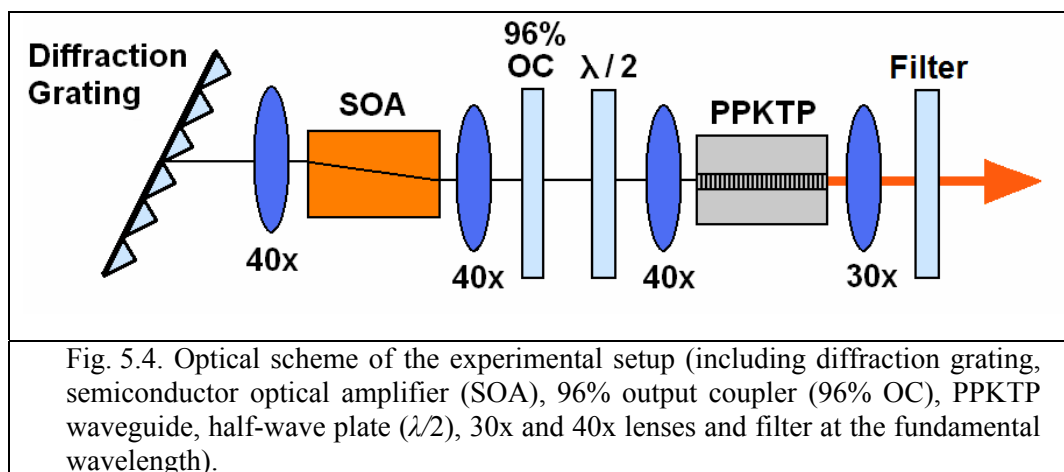 Diffraction
Grating
SOA
96%
OC
λ / 2
PPKTP
Filter
40x
40x
40x
30x
Fig. 5.4. Optical scheme of the experimental setup (including diffraction grating,
semiconductor optical amplifier (SOA), 96% output coupler (96% OC), PPKTP
waveguide, half-wave plate (λ/2), 30x and 40x lenses and filter at the fundamental
wavelength).